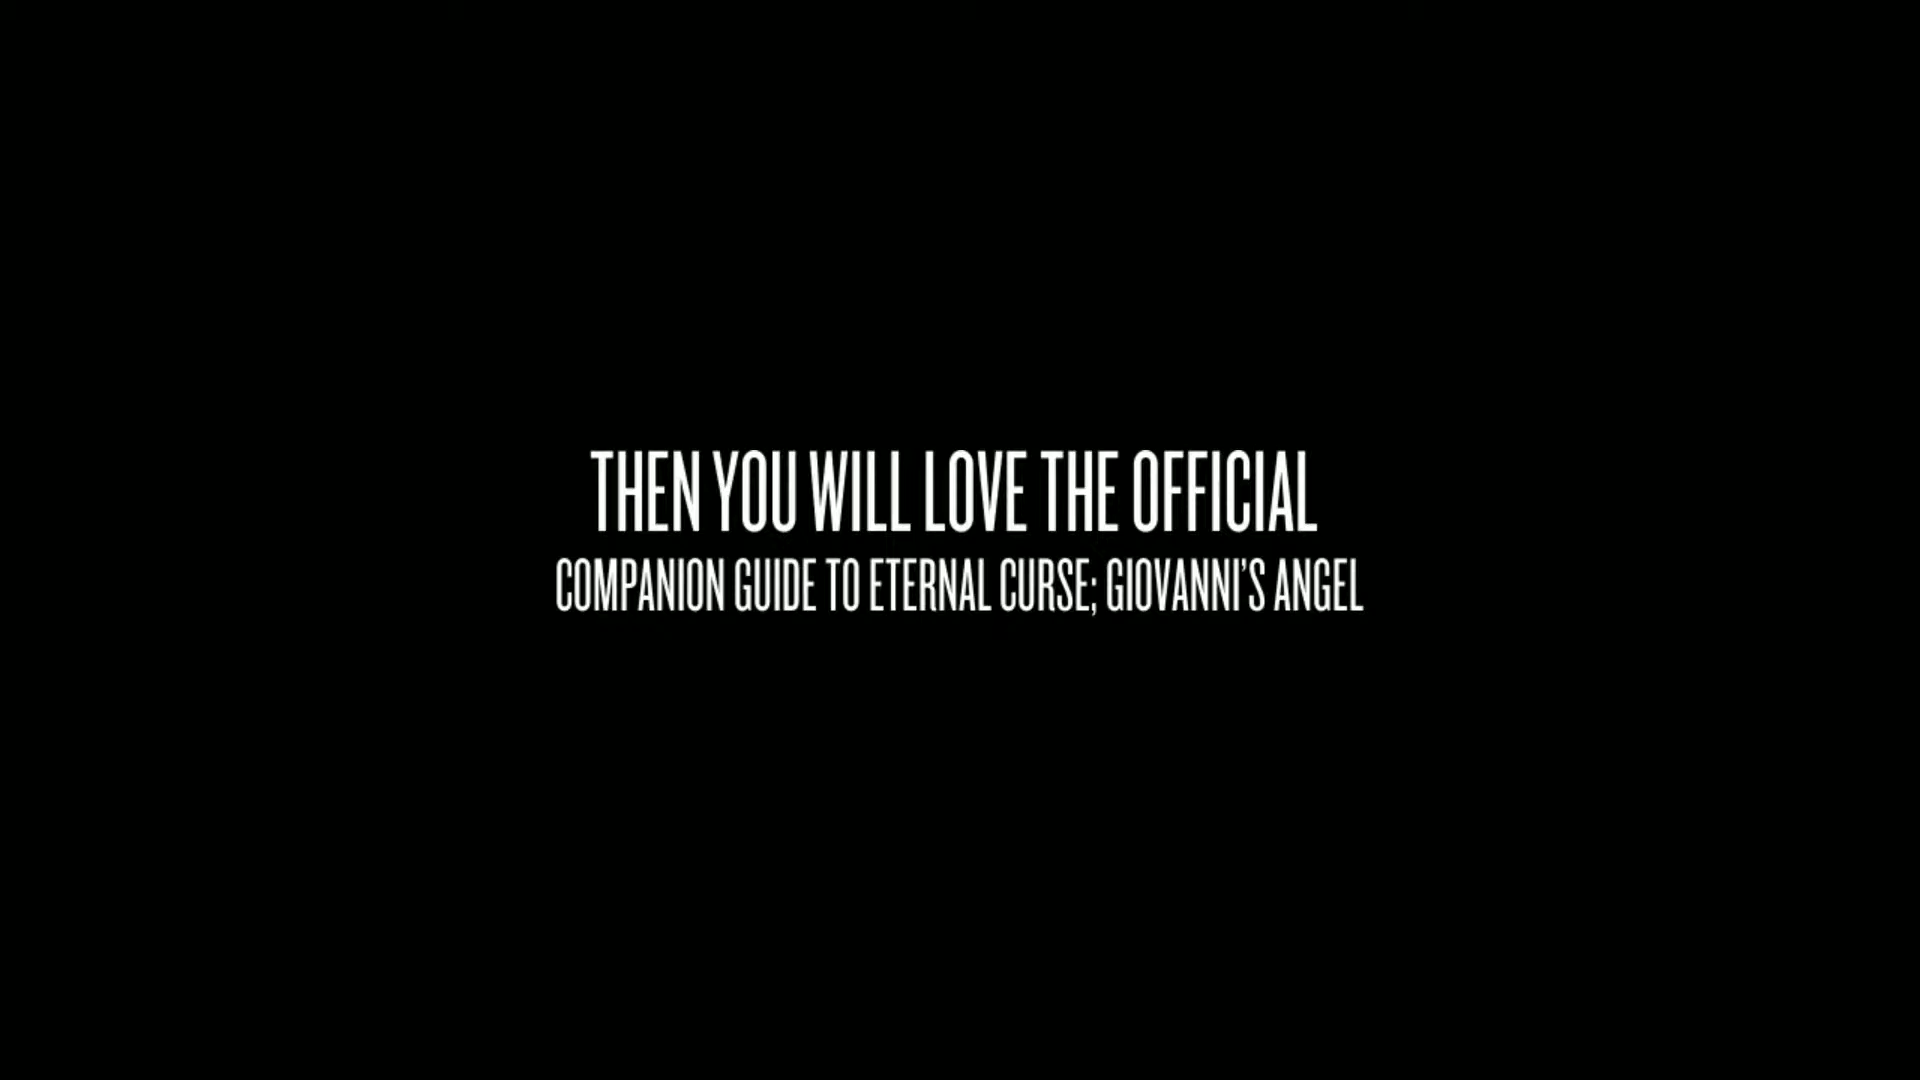 THEN YOU WILL LOVE THE OFFICIAL
COMPANION GUIDE TO ETERNAL CURSE; GIOVANNI'S ANGEL